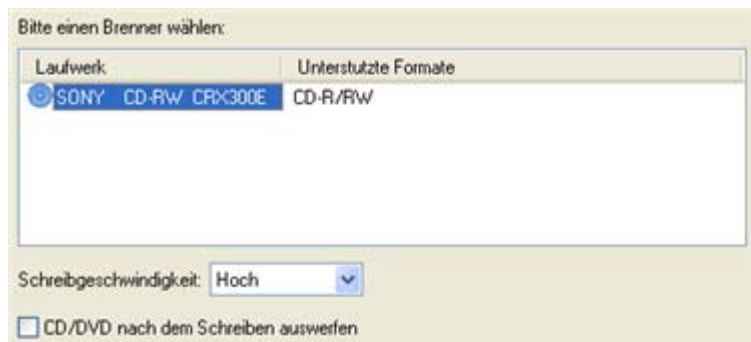 Bitte einen Brenner wählen:
Laufwerk Unterstutzte Formate
SONY CD-RW CRX300E CD-R/RW
Schreibgeschwindigkeit: Hoch
CD/DVD nach dem Schreiben auswerfen